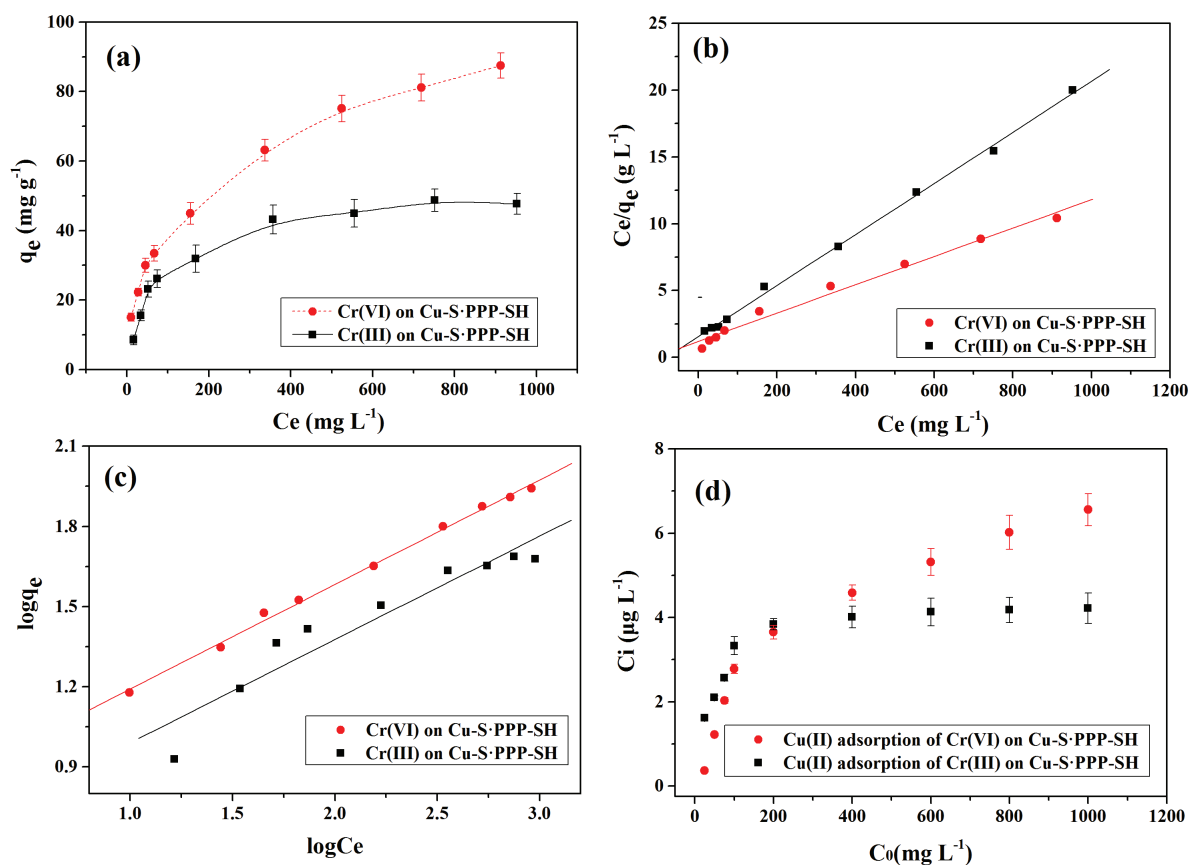 (a)
100
80
60
40
20
0
qe (mg g-1)
0 200 400 600 800 1000
Ce (mg L-1)
Cr(VI) on Cu-S·PPP-SH
Cr(III) on Cu-S·PPP-SH
(b)
25
20
15
10
5
0
Ce/qe (g L-1)
0 200 400 600 800 1000 1200
Ce (mg L-1)
Cr(VI) on Cu-S·PPP-SH
Cr(III) on Cu-S·PPP-SH
(c)
2.1
1.8
1.5
1.2
0.9
logqe
1.0 1.5 2.0 2.5 3.0
logCe
Cr(VI) on Cu-S·PPP-SH
Cr(III) on Cu-S·PPP-SH
(d)
8
6
4
2
0
Ci (µg L-1)
0 200 400 600 800 1000 1200
C0(mg L-1)
Cu(II) adsorption of Cr(VI) on Cu-S·PPP-SH
Cu(II) adsorption of Cr(III) on Cu-S·PPP-SH